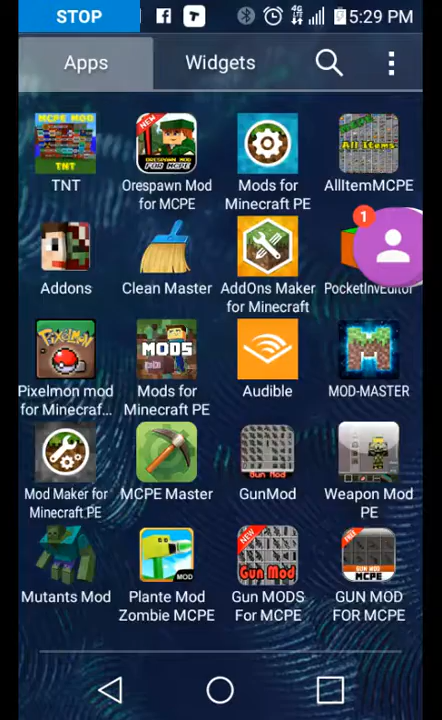 STOP
4G
5:29 PM
Apps
Widgets
MCPE MOD
TNT
NEW
ORESPAWN MOD
FOR MCPE
All Items
TNT
Orespawn Mod
for MCPE
Mods for
Minecraft PE
AllItemMCPE
1
Addons
Clean Master
AddOns Maker
for Minecraft
PocketInvEditor
PIXELMON
MODS
M
Pixelmon mod
for Minecraf...
Mods for
Minecraft PE
Audible
MOD-MASTER
Gun Mod
Mod Maker for
Minecraft PE
MCPE Master
GunMod
Weapon Mod
PE
MOD
NEW
Gun Mod
FREE
GUN MOD
MCPE
Mutants Mod
Plante Mod
Zombie MCPE
Gun MODS
For MCPE
GUN MOD
FOR MCPE